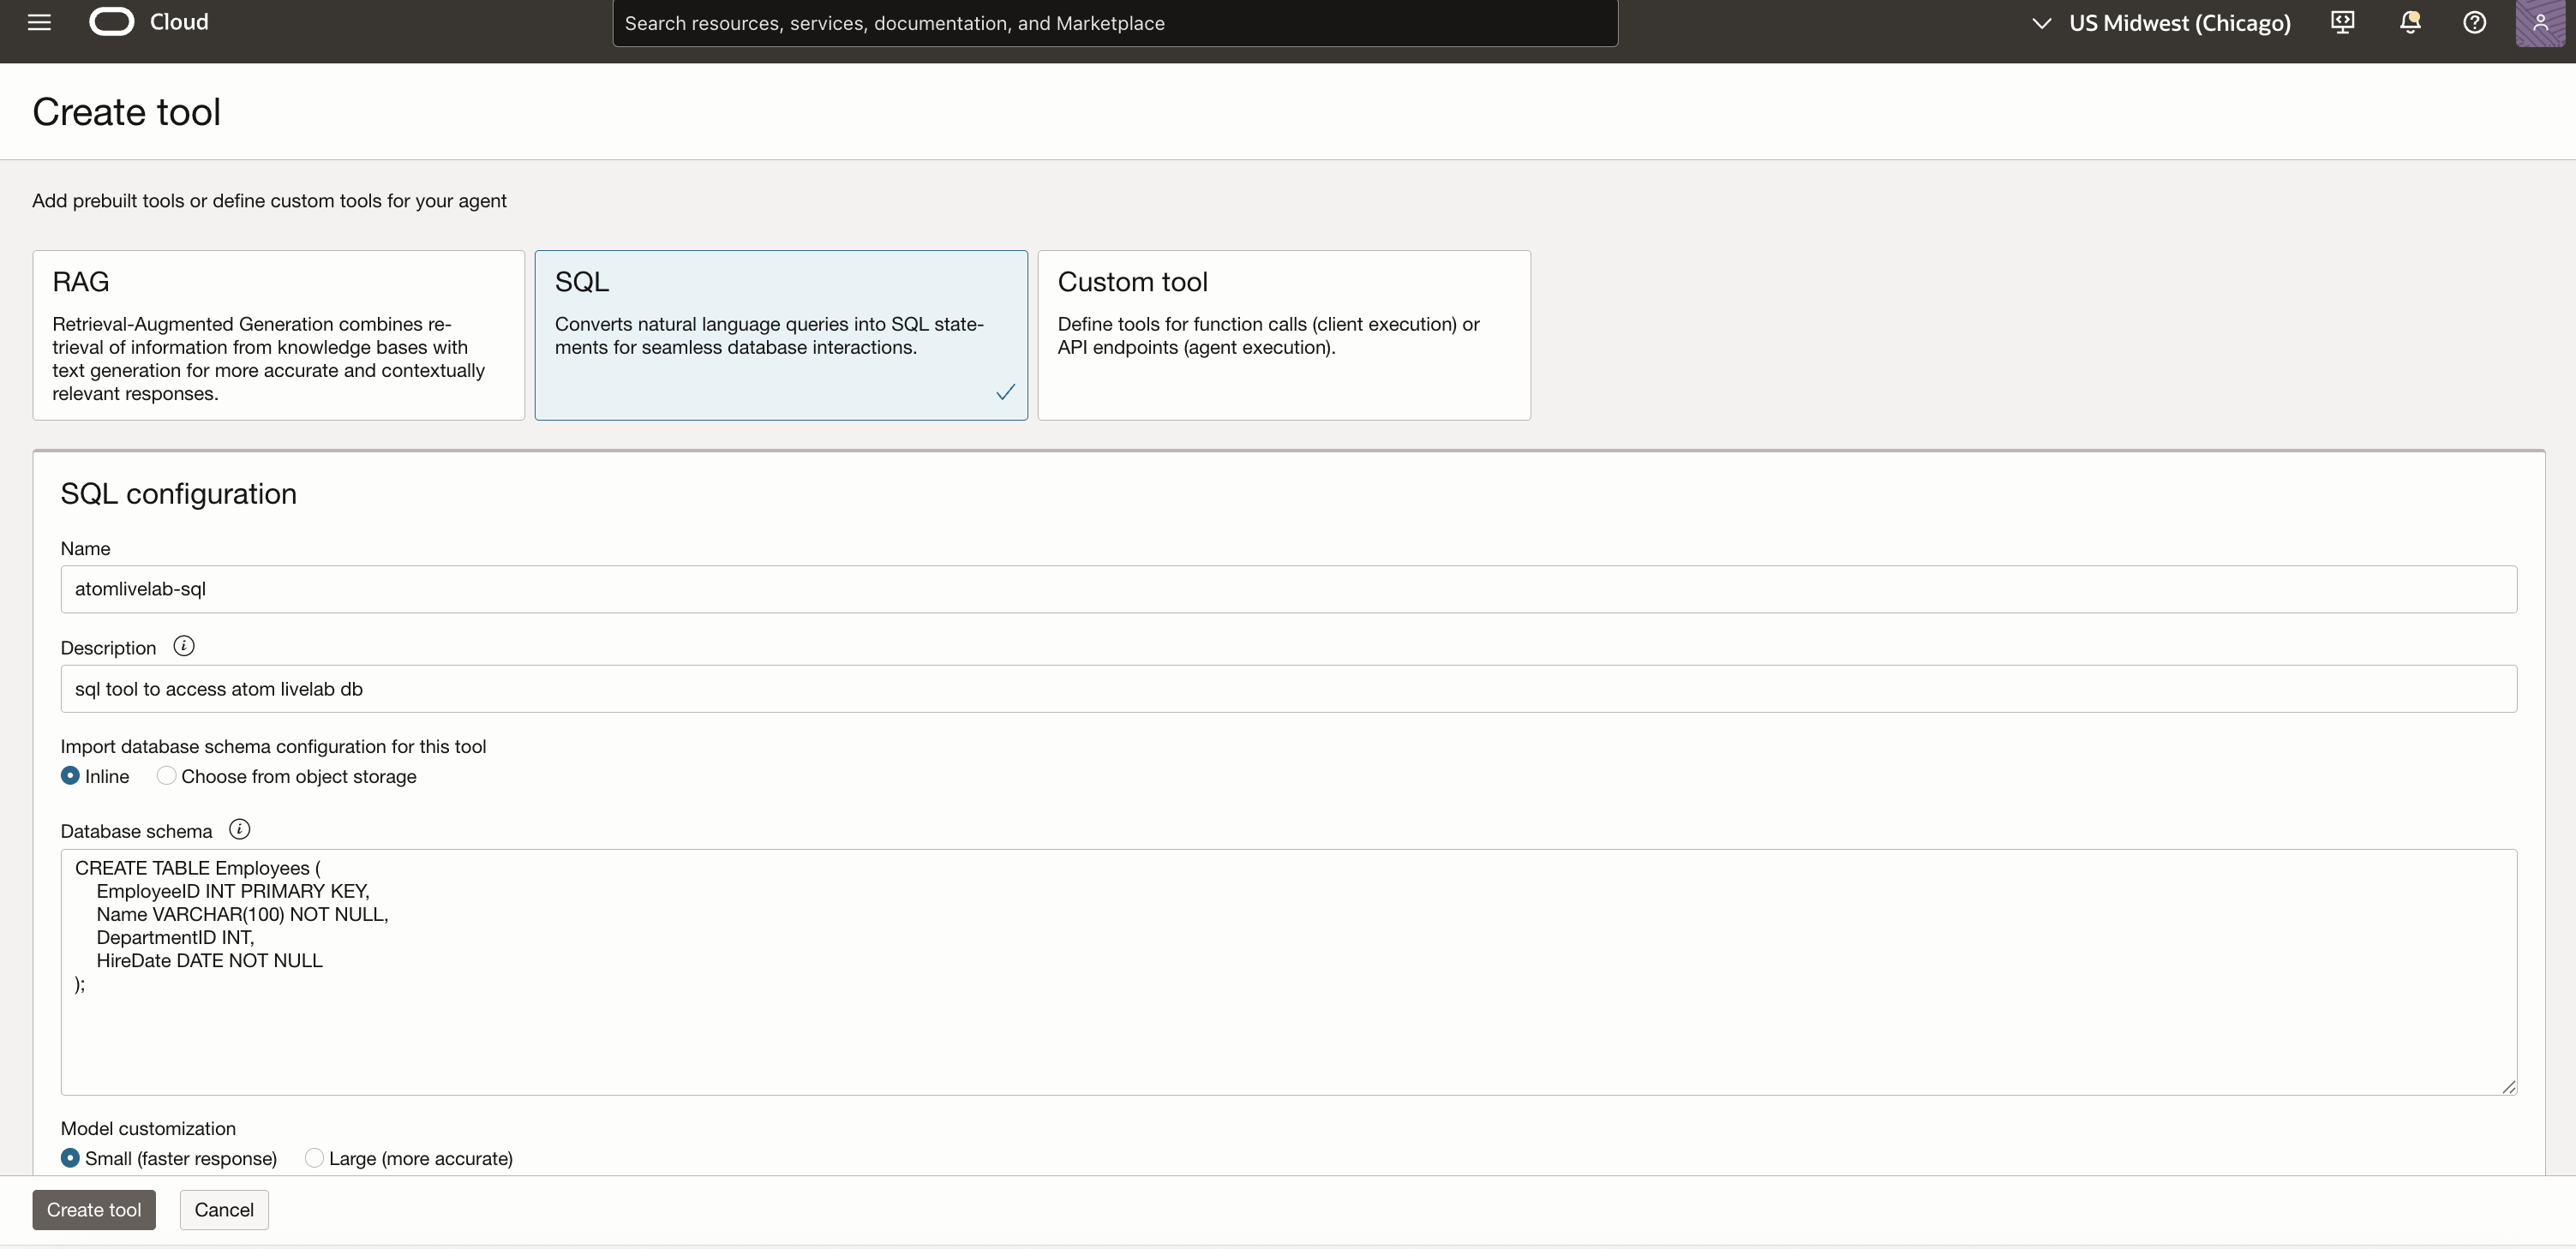 Cloud
Search resources, services, documentation, and Marketplace
US Midwest (Chicago)
Create tool
Add prebuilt tools or define custom tools for your agent
RAG
Retrieval-Augmented Generation combines re-
trieval of information from knowledge bases with
text generation for more accurate and contextually
relevant responses.
SQL
Converts natural language queries into SQL state-
ments for seamless database interactions.
Custom tool
Define tools for function calls (client execution) or
API endpoints (agent execution).
SQL configuration
Name
atomlivelab-sql
Description
sql tool to access atom livelab db
Import database schema configuration for this tool
Inline Choose from object storage
Database schema
CREATE TABLE Employees (
EmployeeID INT PRIMARY KEY,
Name VARCHAR(100) NOT NULL,
DepartmentID INT,
HireDate DATE NOT NULL
);
Model customization
Small (faster response) Large (more accurate)
Create tool Cancel